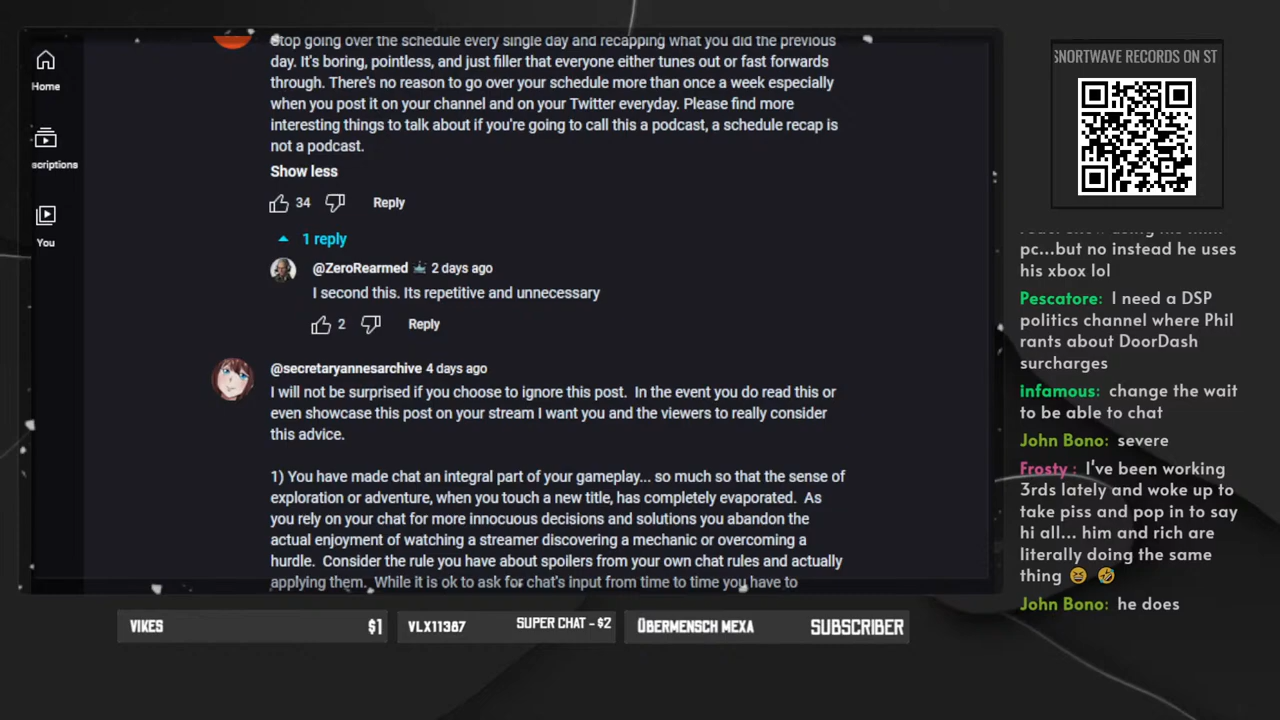 Home
scriptions
You
Stop going over the schedule every single day and recapping what you did the previous
day. It's boring, pointless, and just filler that everyone either tunes out or fast forwards
through. There's no reason to go over your schedule more than once a week especially
when you post it on your channel and on your Twitter everyday. Please find more
interesting things to talk about if you're going to call this a podcast, a schedule recap is
not a podcast.
Show less
34 Reply
1 reply
@ZeroRearmed 2 days ago
I second this. Its repetitive and unnecessary
2 Reply
@secretaryannesarchive 4 days ago
I will not be surprised if you choose to ignore this post.  In the event you do read this or
even showcase this post on your stream I want you and the viewers to really consider
this advice.
1) You have made chat an integral part of your gameplay... so much so that the sense of
exploration or adventure, when you touch a new title, has completely evaporated.  As
you rely on your chat for more innocuous decisions and solutions you abandon the
actual enjoyment of watching a streamer discovering a mechanic or overcoming a
hurdle.  Consider the rule you have about spoilers from your own chat rules and actually
applying them.  While it is ok to ask for chat's input from time to time you have to
SNORTWAVE RECORDS ON ST
pc...but no instead he uses
his xbox lol
Pescatore: I need a DSP
politics channel where Phil
rants about DoorDash
surcharges
infamous: change the wait
to be able to chat
John Bono: severe
Frosty : I've been working
3rds lately and woke up to
take piss and pop in to say
hi all... him and rich are
literally doing the same
thing 😆 🤣
John Bono: he does
VIKES $1
VLX11387 SUPER CHAT - $2
ÜBERMENSCH MEXA SUBSCRIBER